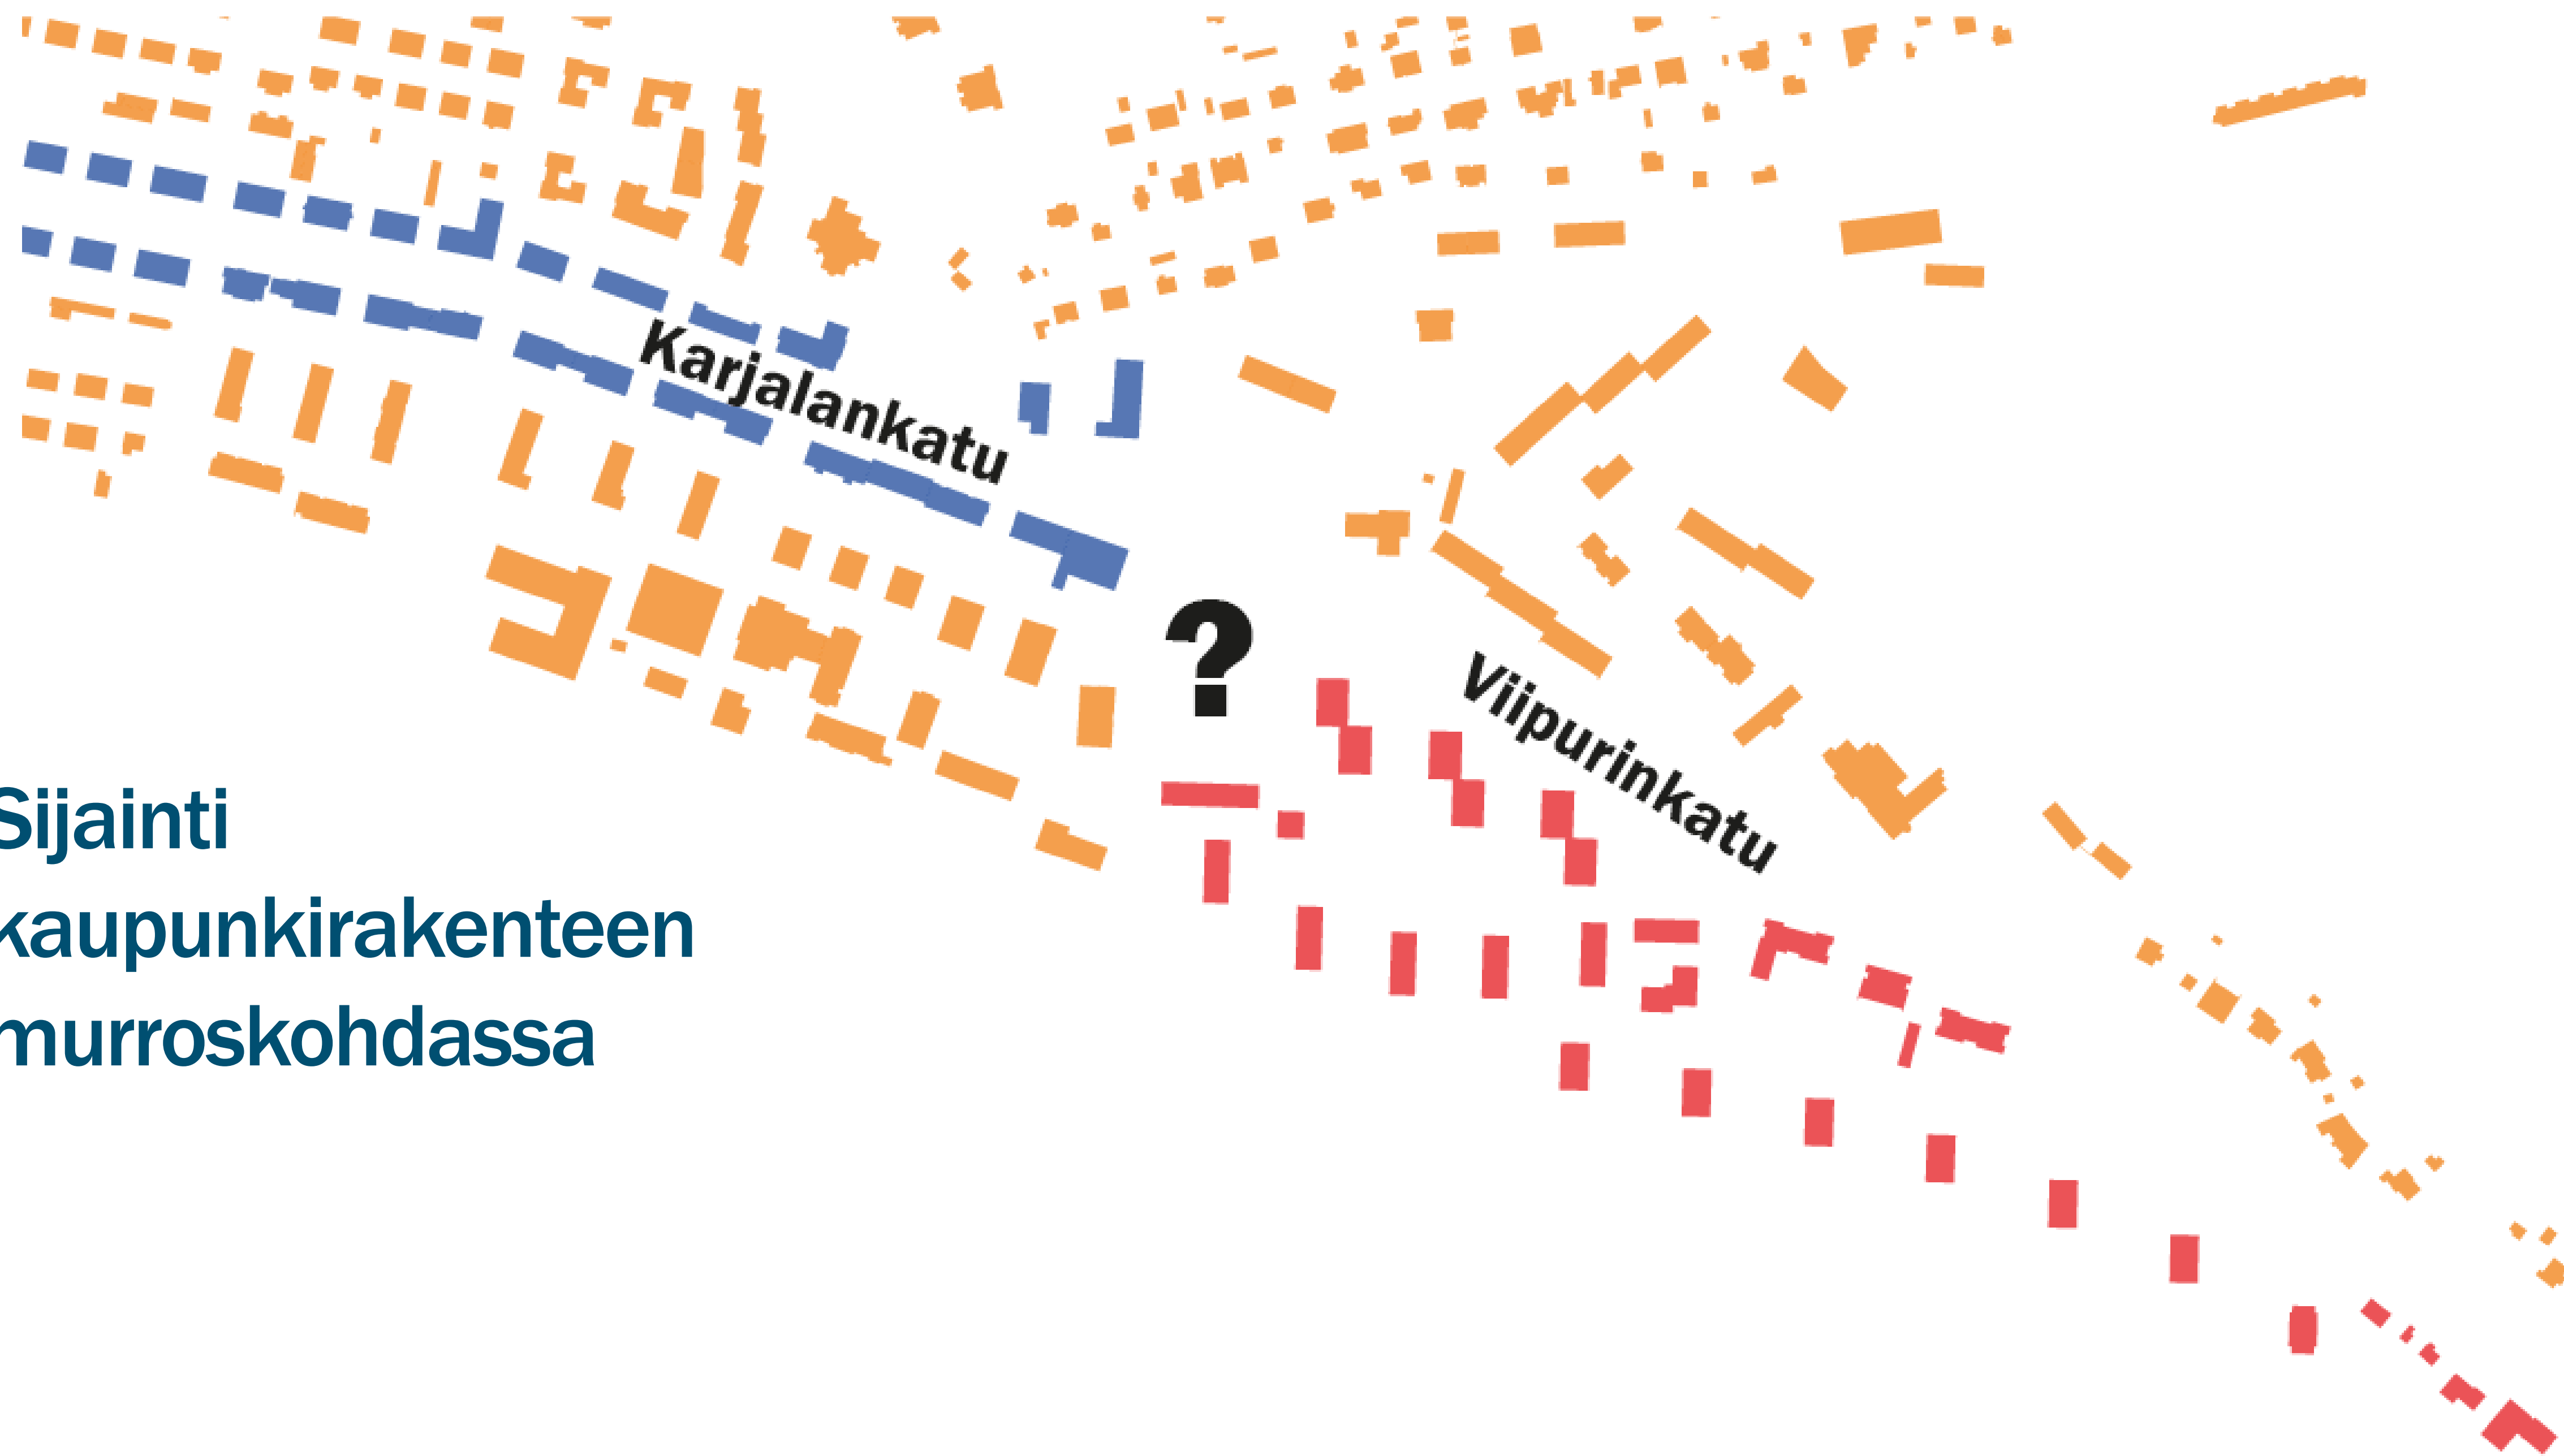 Karjalankatu
?
Viipurinkatu
Sijainti
kaupunkirakenteen
murroskohdassa